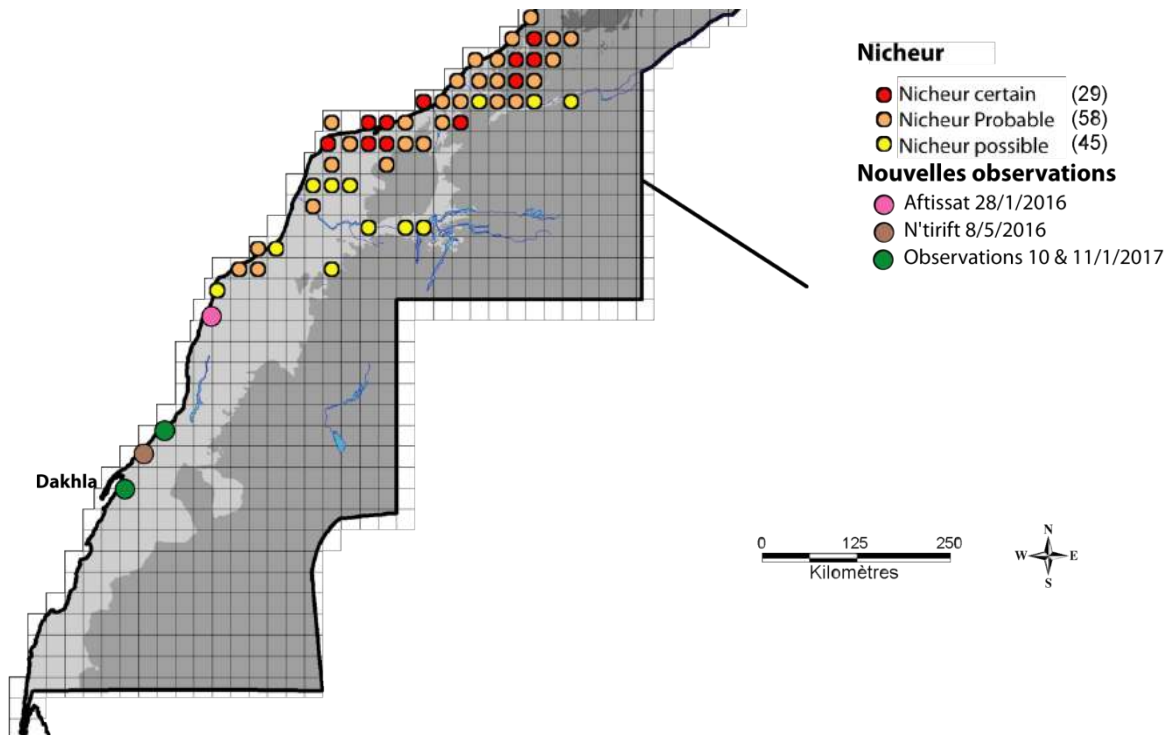 Nicheur
Nicheur certain (29)
Nicheur Probable (58)
Nicheur possible (45)
Nouvelles observations
Aftissat 28/1/2016
N'tirift 8/5/2016
Observations 10 & 11/1/2017
Dakhla
0 125 250
Kilomètres
N
W E
S